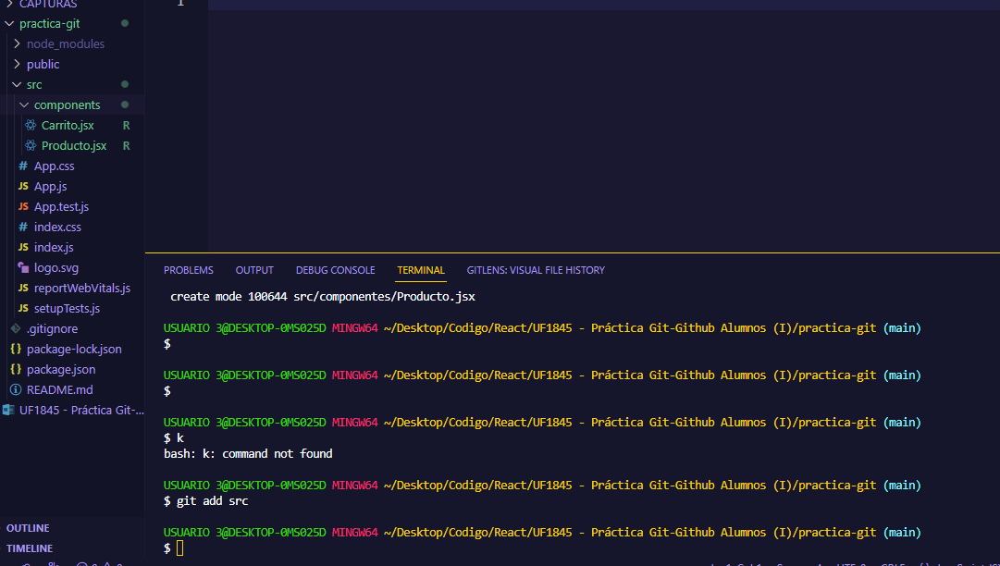 CAPTURAS
1
practica-git
node_modules
public
src
components
Carrito.jsx R
Producto.jsx R
# App.css
JS App.js
JS App.test.js
# index.css
JS index.js
logo.svg
JS reportWebVitals.js
JS setupTests.js
.gitignore
{} package-lock.json
{} package.json
README.md
UF1845 - Práctica Git-...
OUTLINE
TIMELINE
PROBLEMS OUTPUT DEBUG CONSOLE TERMINAL GITLENS: VISUAL FILE HISTORY
create mode 100644 src/componentes/Producto.jsx
USUARIO 3@DESKTOP-0MS025D MINGW64 ~/Desktop/Codigo/React/UF1845 - Práctica Git-Github Alumnos (I)/practica-git (main)
$
USUARIO 3@DESKTOP-0MS025D MINGW64 ~/Desktop/Codigo/React/UF1845 - Práctica Git-Github Alumnos (I)/practica-git (main)
$
USUARIO 3@DESKTOP-0MS025D MINGW64 ~/Desktop/Codigo/React/UF1845 - Práctica Git-Github Alumnos (I)/practica-git (main)
$ k
bash: k: command not found
USUARIO 3@DESKTOP-0MS025D MINGW64 ~/Desktop/Codigo/React/UF1845 - Práctica Git-Github Alumnos (I)/practica-git (main)
$ git add src
USUARIO 3@DESKTOP-0MS025D MINGW64 ~/Desktop/Codigo/React/UF1845 - Práctica Git-Github Alumnos (I)/practica-git (main)
$